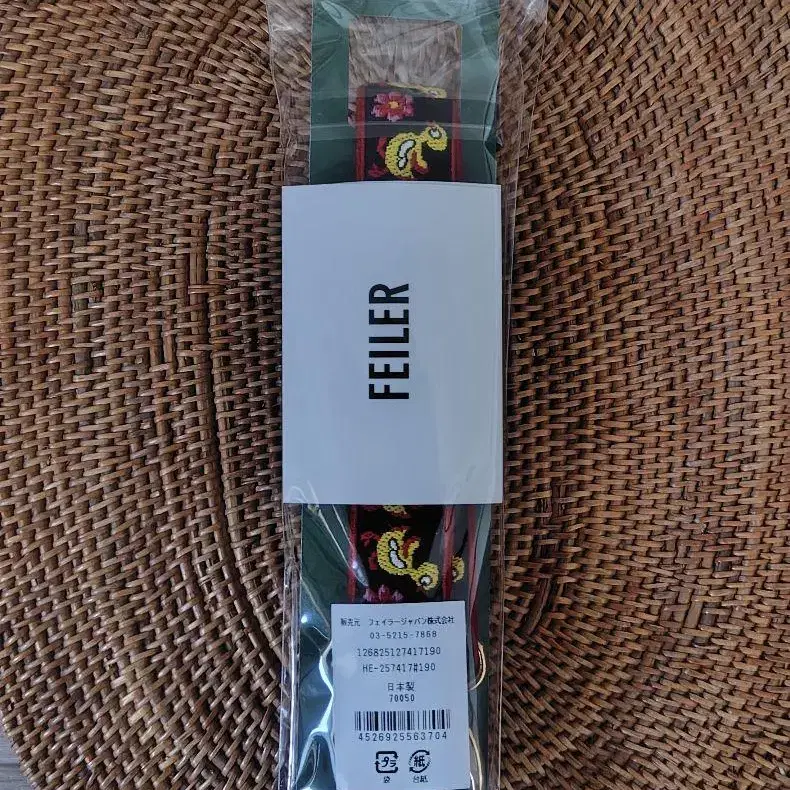 FEILER
販売元 フェイラージャパン株式会社
03-5215-7868
126825127417190
HE-257417#190
日本製
70050
4526925563704
プラ 紙
袋 台紙